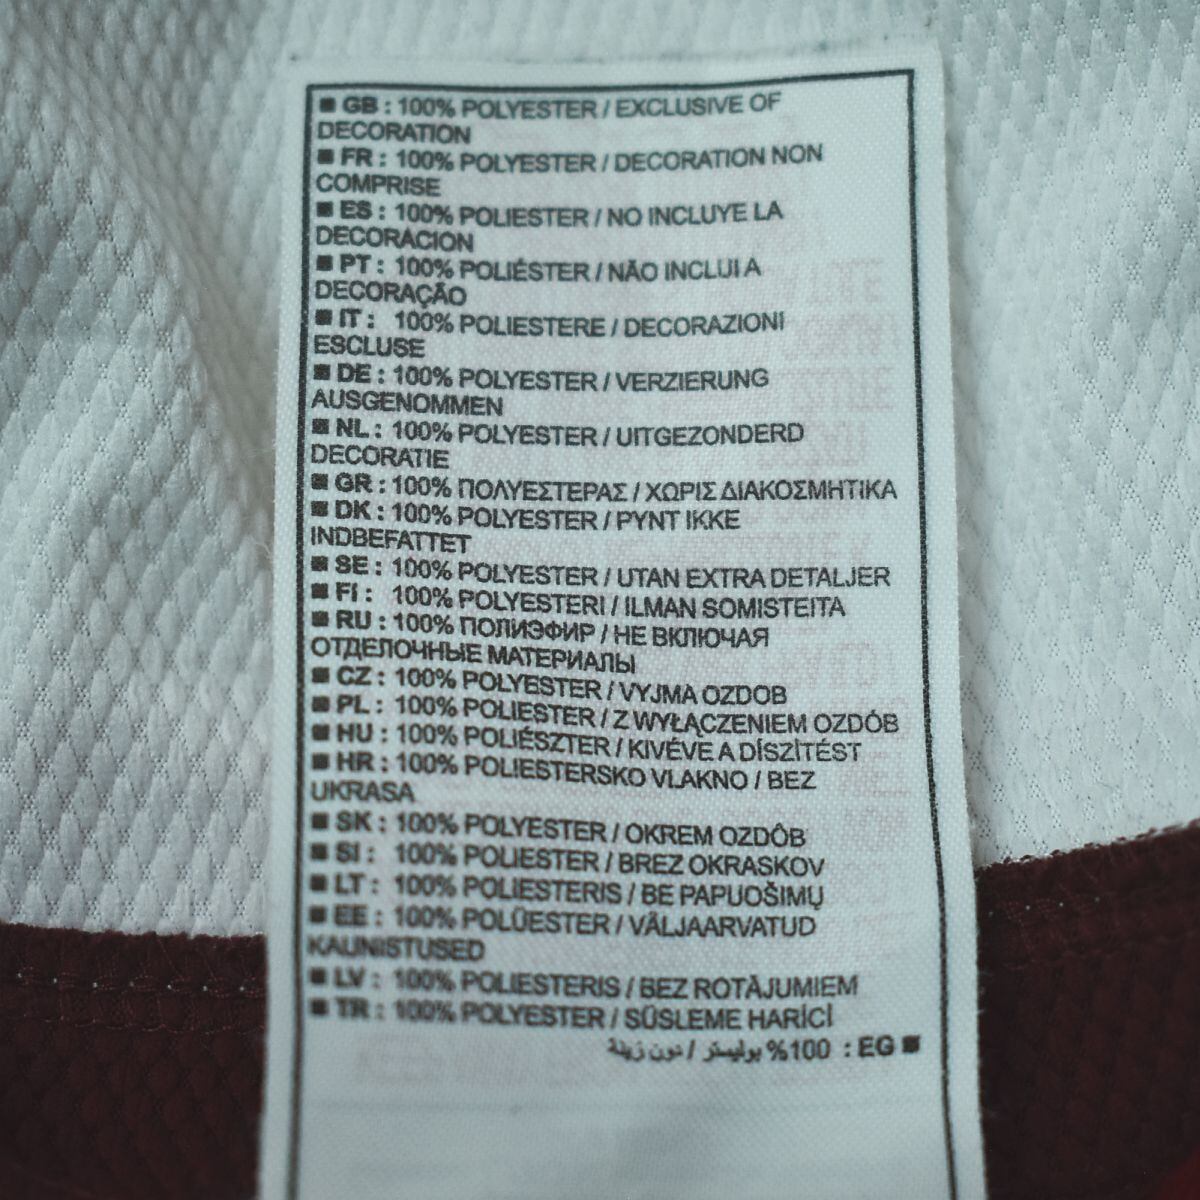 ■ GB : 100% POLYESTER / EXCLUSIVE OF
DECORATION
■ FR : 100% POLYESTER / DECORATION NON
COMPRISE
■ ES : 100% POLIESTER / NO INCLUYE LA
DECORACION
■ PT : 100% POLIÉSTER / NÃO INCLUI A
DECORAÇÃO
■ IT : 100% POLIESTERE / DECORAZIONI
ESCLUSE
■ DE : 100% POLYESTER / VERZIERUNG
AUSGENOMMEN
■ NL : 100% POLYESTER / UITGEZONDERD
DECORATIE
■ GR : 100% ΠΟΛΥΕΣΤΕΡΑΣ / ΧΩΡΙΣ ΔΙΑΚΟΣΜΗΤΙΚΑ
■ DK : 100% POLYESTER / PYNT IKKE
INDBEFATTET
■ SE : 100% POLYESTER / UTAN EXTRA DETALJER
■ FI : 100% POLYESTERI / ILMAN SOMISTEITA
■ RU : 100% ПОЛИЭФИР / НЕ ВКЛЮЧАЯ
ОТДЕЛОЧНЫЕ МАТЕРИАЛЫ
■ CZ : 100% POLYESTER / VYJMA OZDOB
■ PL : 100% POLIESTER / Z WYŁĄCZENIEM OZDÓB
■ HU : 100% POLIÉSZTER / KIVÉVE A DÍSZÍTÉST
■ HR : 100% POLIESTERSKO VLAKNO / BEZ
UKRASA
■ SK : 100% POLYESTER / OKREM OZDÔB
■ SI : 100% POLIESTER / BREZ OKRASKOV
■ LT : 100% POLIESTERIS / BE PAPUOŠIMŲ
■ EE : 100% POLÜESTER / VÄLJAARVATUD
KAUNISTUSED
■ LV : 100% POLIESTERIS / BEZ ROTĀJUMIEM
■ TR : 100% POLYESTER / SÜSLEME HARİCİ
■ EG : 100% بوليستر / دون زينة